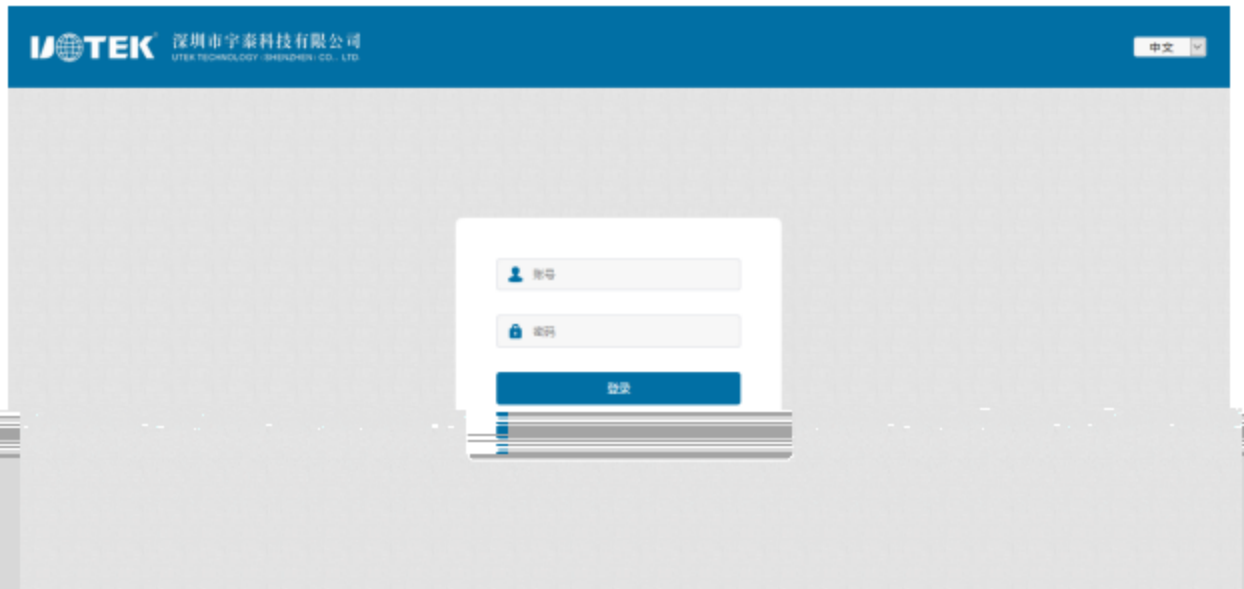 UOTEK
深圳市宇泰科技有限公司
UTEK TECHNOLOGY (SHENZHEN) CO., LTD.
中文
账号
密码
登录